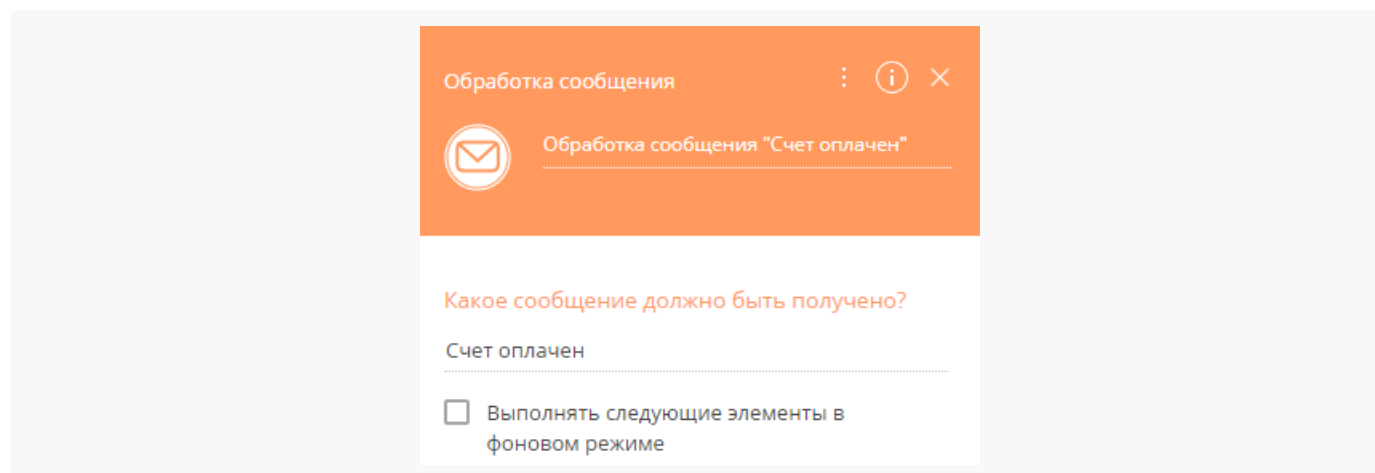 Обработка сообщения
Обработка сообщения "Счет оплачен"
Какое сообщение должно быть получено?
Счет оплачен
Выполнять следующие элементы в
фоновом режиме